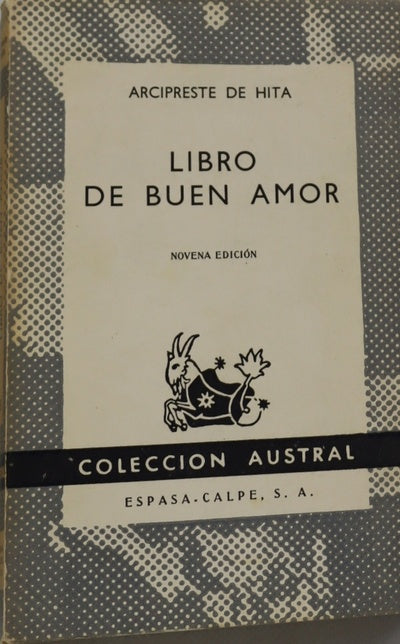 ARCIPRESTE DE HITA
LIBRO
DE BUEN AMOR
NOVENA EDICIÓN
COLECCION AUSTRAL
ESPASA-CALPE, S. A.